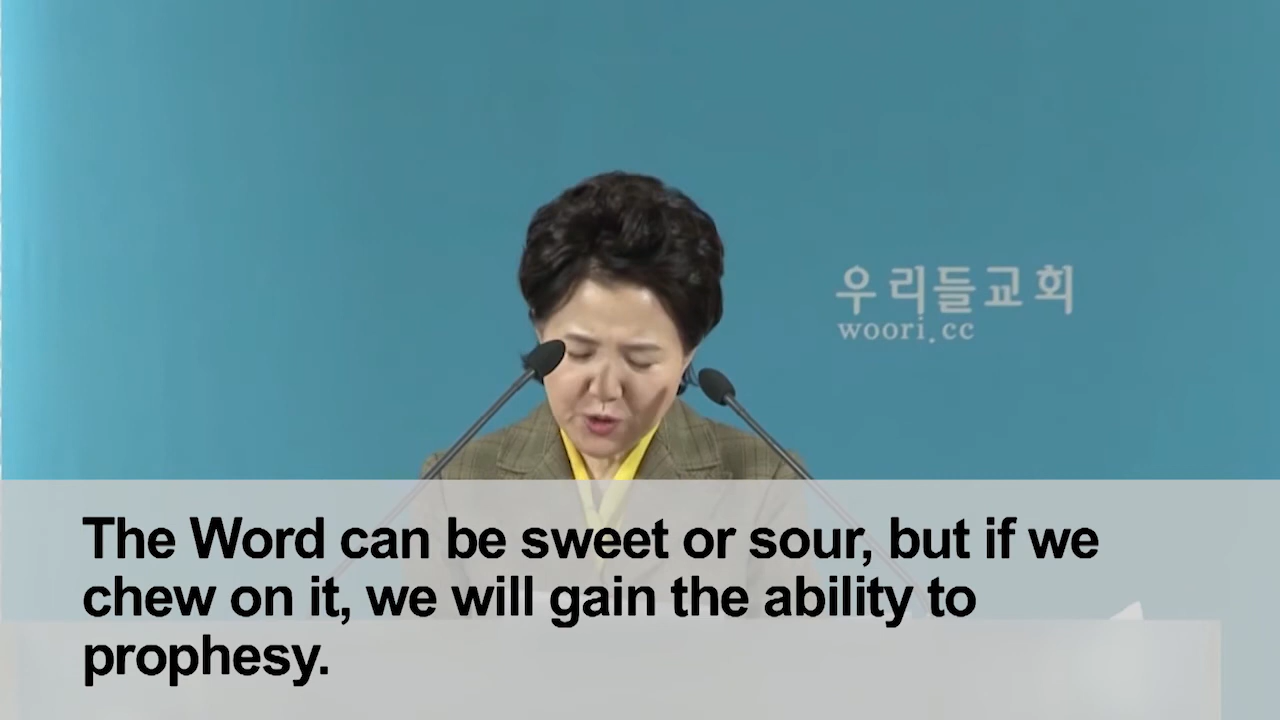 우리들교회
woori.cc
The Word can be sweet or sour, but if we
chew on it, we will gain the ability to
prophesy.